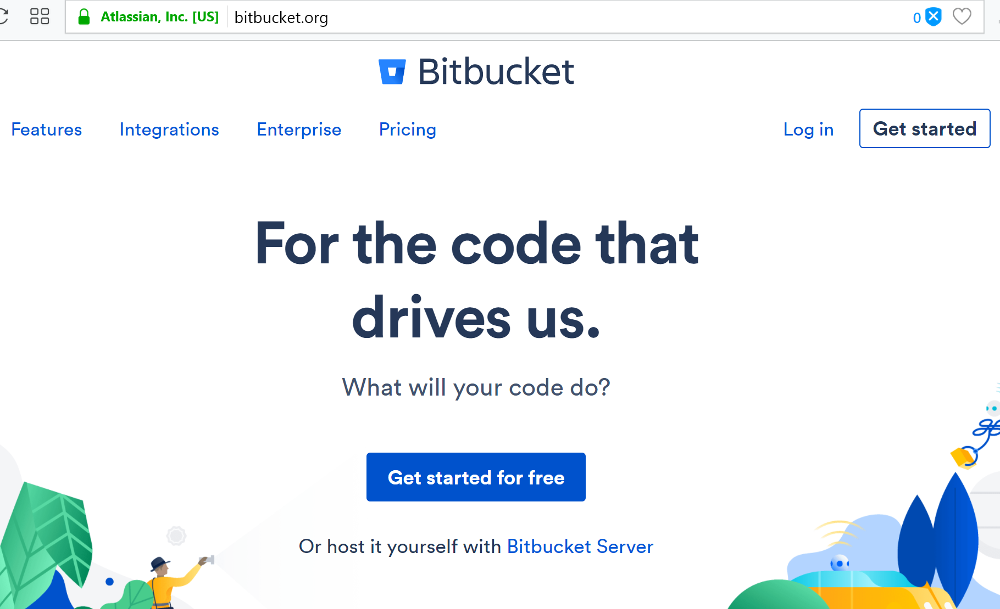 Atlassian, Inc. [US] bitbucket.org 0
Bitbucket
Features Integrations Enterprise Pricing Log in Get started
For the code that
drives us.
What will your code do?
Get started for free
Or host it yourself with Bitbucket Server